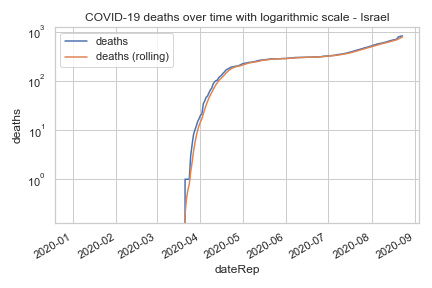 COVID-19 deaths over time with logarithmic scale - Israel
deaths
deaths (rolling)
10³
10²
10¹
10⁰
deaths
2020-01
2020-02
2020-03
2020-04
2020-05
2020-06
2020-07
2020-08
2020-09
dateRep